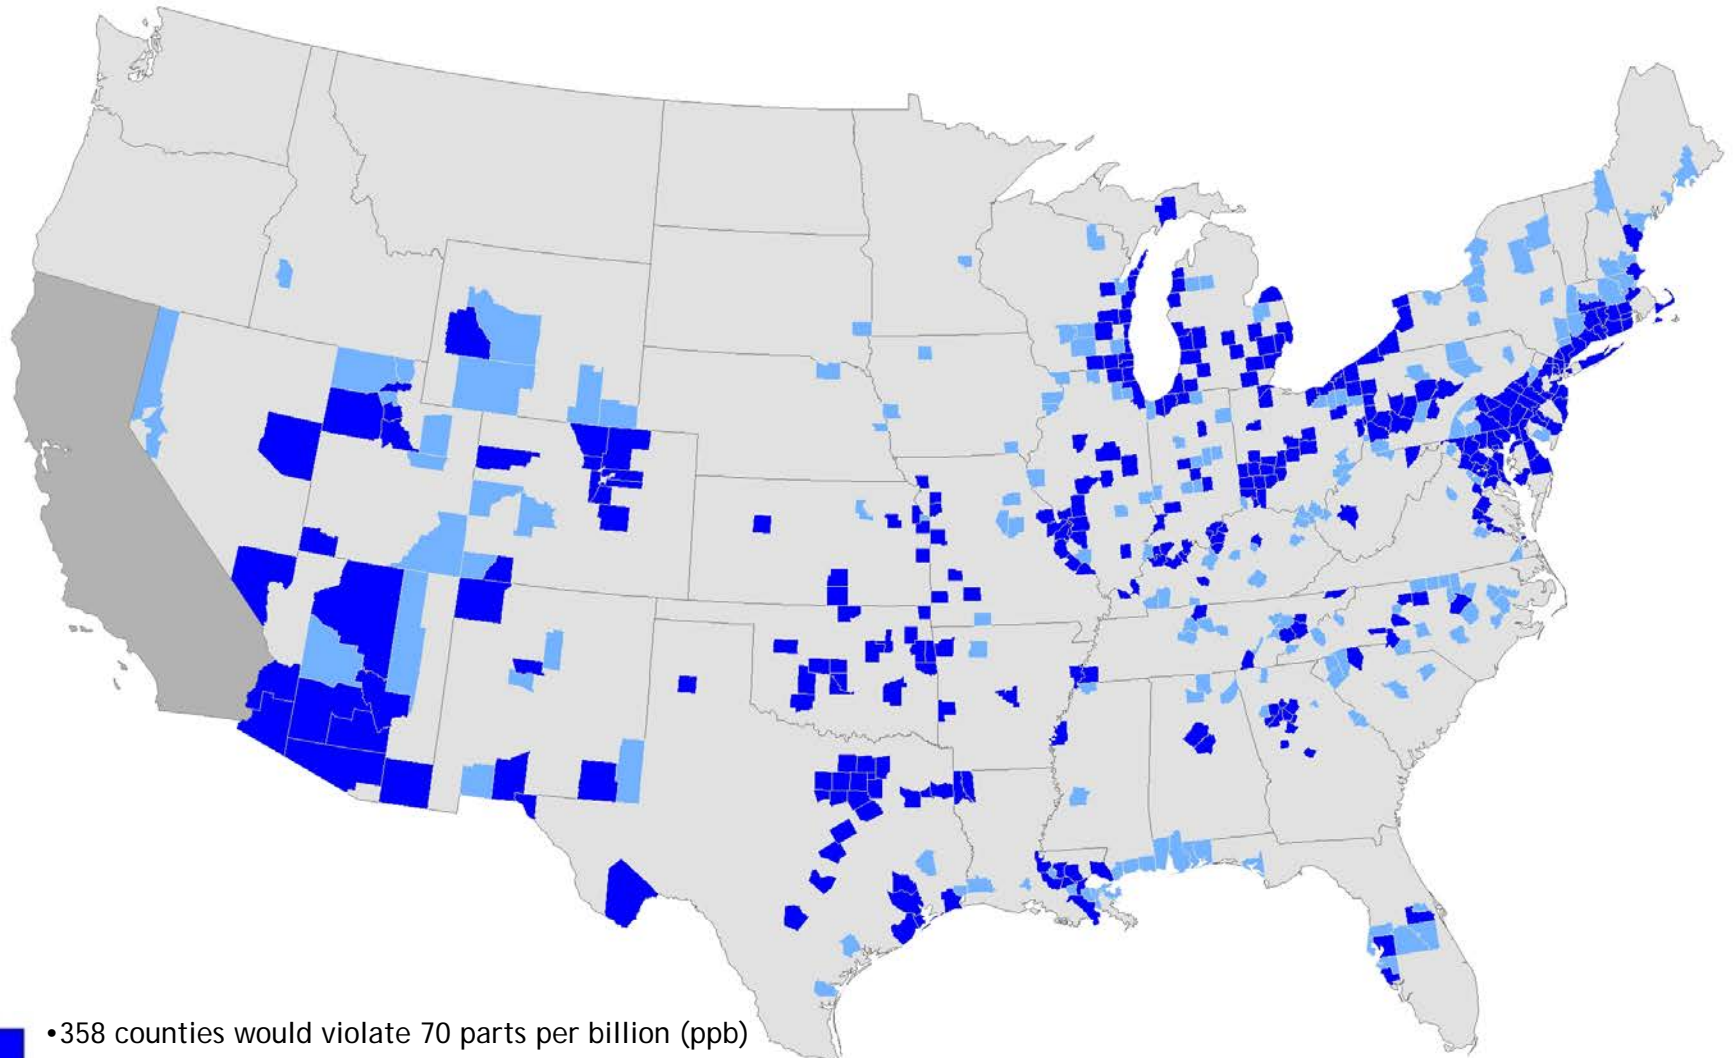 •358 counties would violate 70 parts per billion (ppb)